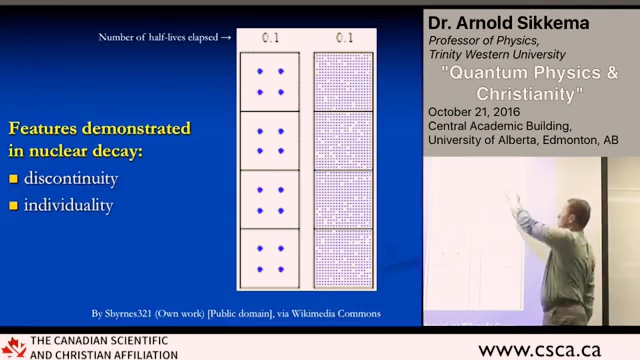 Number of half-lives elapsed →
0.1
0.1
Features demonstrated
in nuclear decay:
discontinuity
individuality
By Sbyrnes321 (Own work) [Public domain], via Wikimedia Commons
Dr. Arnold Sikkema
Professor of Physics,
Trinity Western University
"Quantum Physics &
Christianity"
October 21, 2016
Central Academic Building,
University of Alberta, Edmonton, AB
THE CANADIAN SCIENTIFIC
AND CHRISTIAN AFFILIATION
www.csca.ca